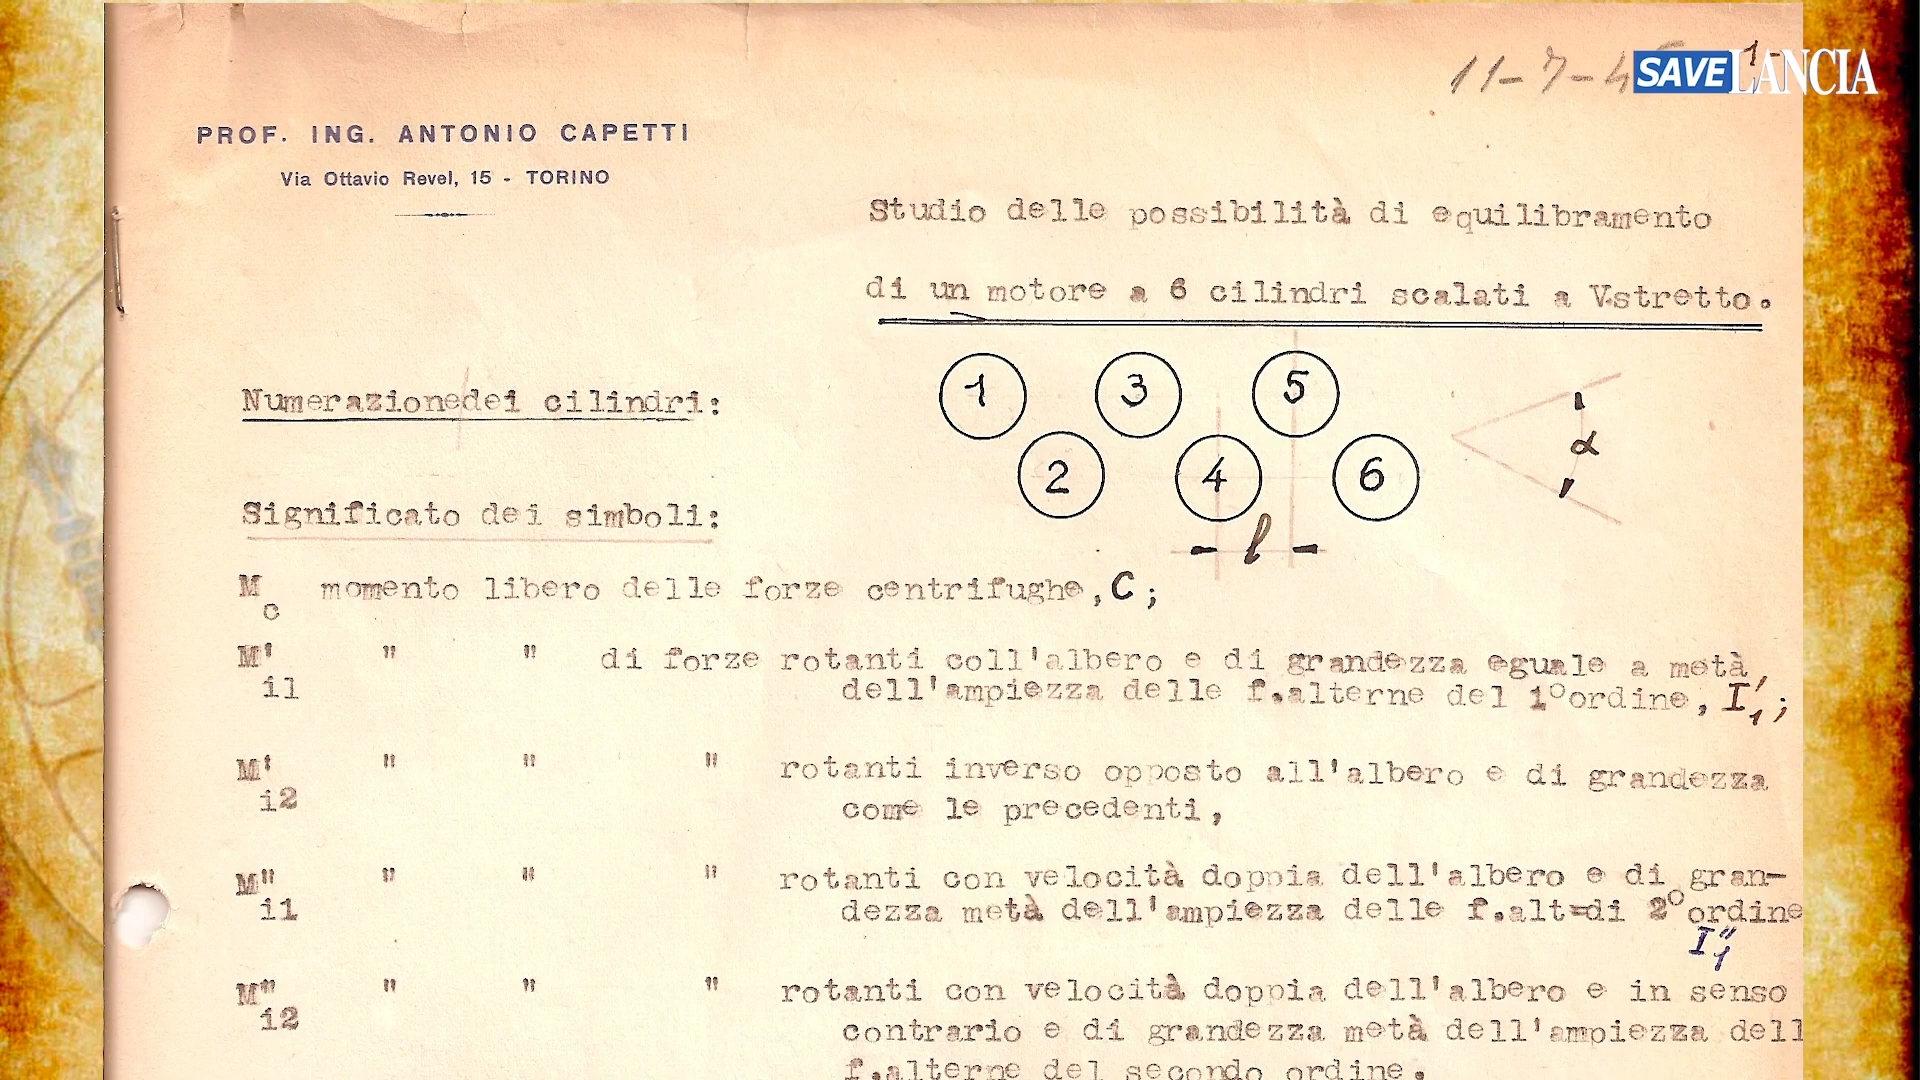 11-7-4
1-
SAVELANCIA
PROF. ING. ANTONIO CAPETTI
Via Ottavio Revel, 15 - TORINO
Studio delle possibilità di equilibramento
di un motore a 6 cilindri scalati a V.stretto.
Numerazionedei cilindri:
1 3 5
2 4 6
α
- l -
Significato dei simboli:
Mc momento libero delle forze centrifughe, C;
M'i1 " " di forze rotanti coll'albero e di grandezza eguale a metà
dell'ampiezza delle f.alterne del 1°ordine, I'1;
M'i2 " " " rotanti inverso opposto all'albero e di grandezza
come le precedenti,
M"i1 " " " rotanti con velocità doppia dell'albero e di gran-
dezza metà dell'ampiezza delle f.alt=di 2°ordine
I"1
M"i2 " " " rotanti con velocità doppia dell'albero e in senso
contrario e di grandezza metà dell'ampiezza dell
f.alterne del secondo ordine.